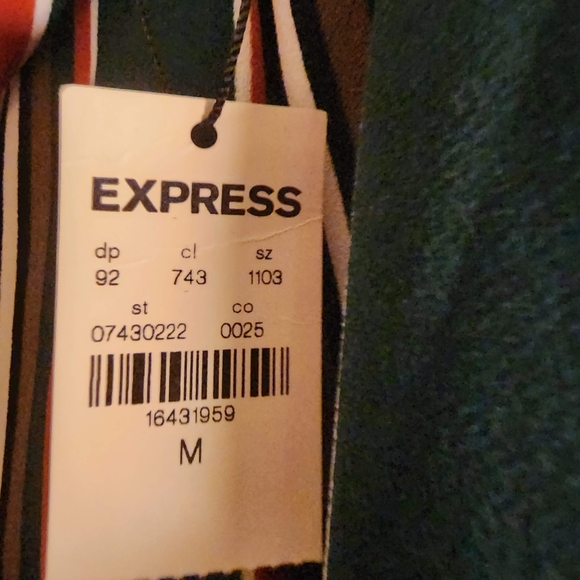 EXPRESS
dp cl sz
92 743 1103
st co
07430222 0025
16431959
M